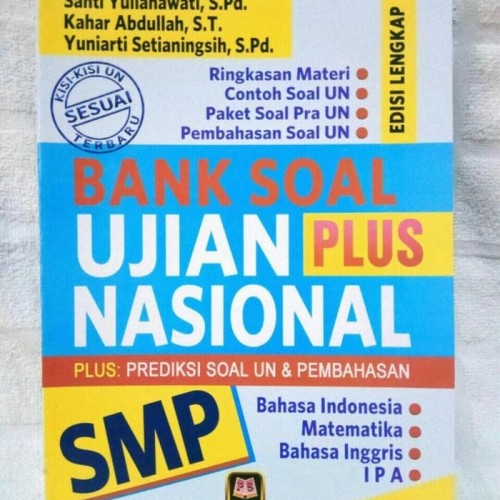 Santi Yulianawati, S.Pd.
Kahar Abdullah, S.T.
Yuniarti Setianingsih, S.Pd.
KISI-KISI UN
SESUAI
TERBARU
Ringkasan Materi
Contoh Soal UN
Paket Soal Pra UN
Pembahasan Soal UN
EDISI LENGKAP
BANK SOAL
UJIAN PLUS
NASIONAL
PLUS: PREDIKSI SOAL UN & PEMBAHASAN
SMP
Bahasa Indonesia
Matematika
Bahasa Inggris
I P A